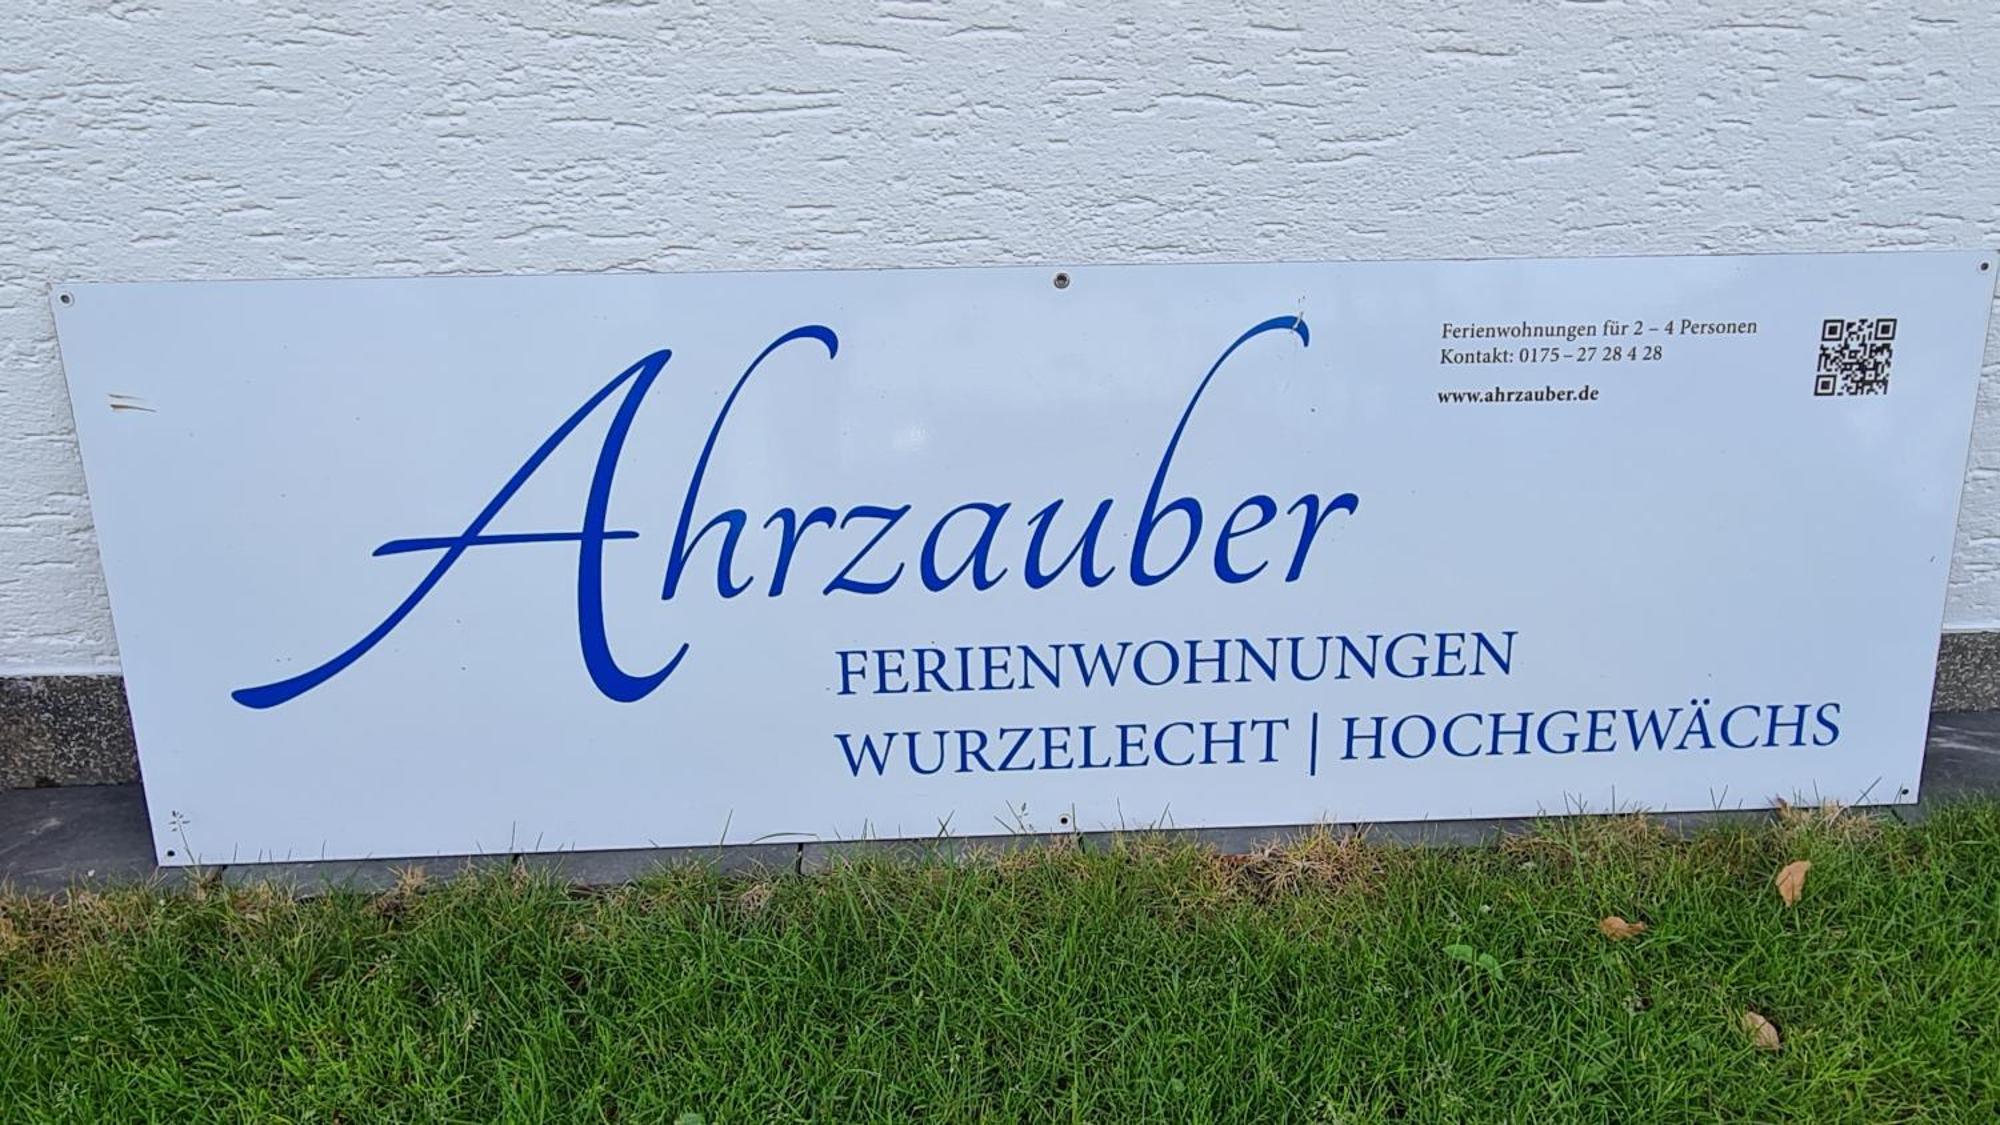 Ahrzauber
FERIENWOHNUNGEN
WURZELECHT | HOCHGEWÄCHS
Ferienwohnungen für 2 – 4 Personen
Kontakt: 0175 – 27 28 4 28
www.ahrzauber.de